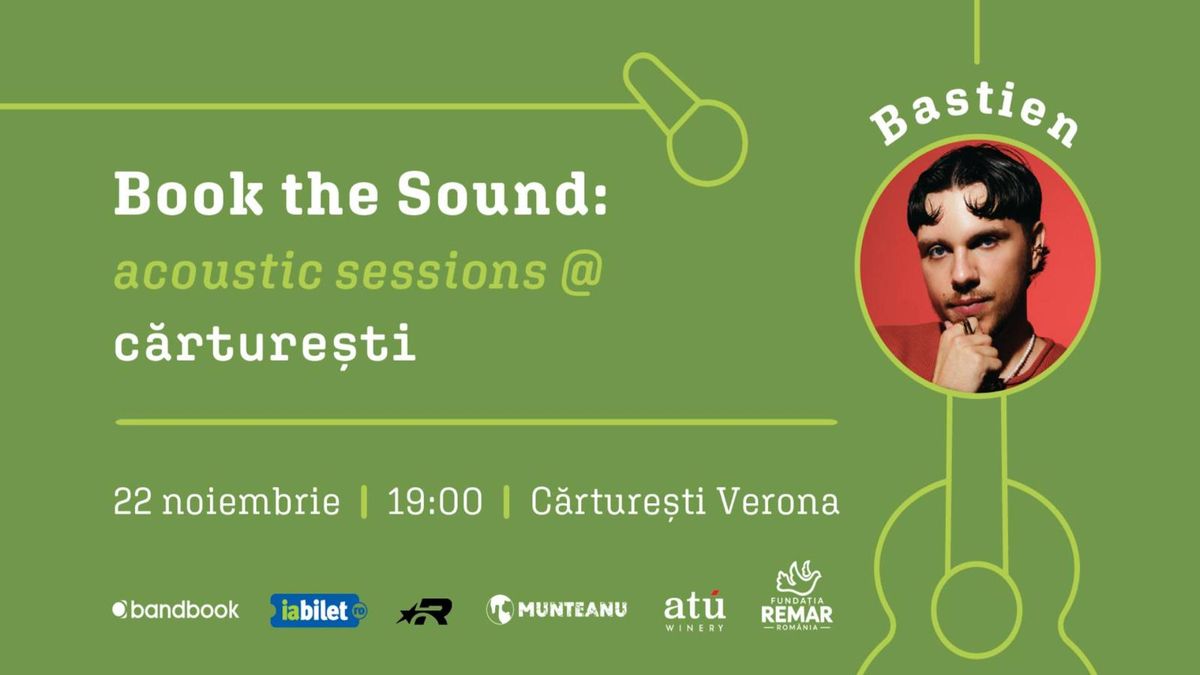 Bastien
Book the Sound:
acoustic sessions @
cărturești
22 noiembrie | 19:00 | Cărturești Verona
bandbook
iabilet.ro
R
MUNTEANU
atú
WINERY
FUNDAȚIA
REMAR
ROMÂNIA